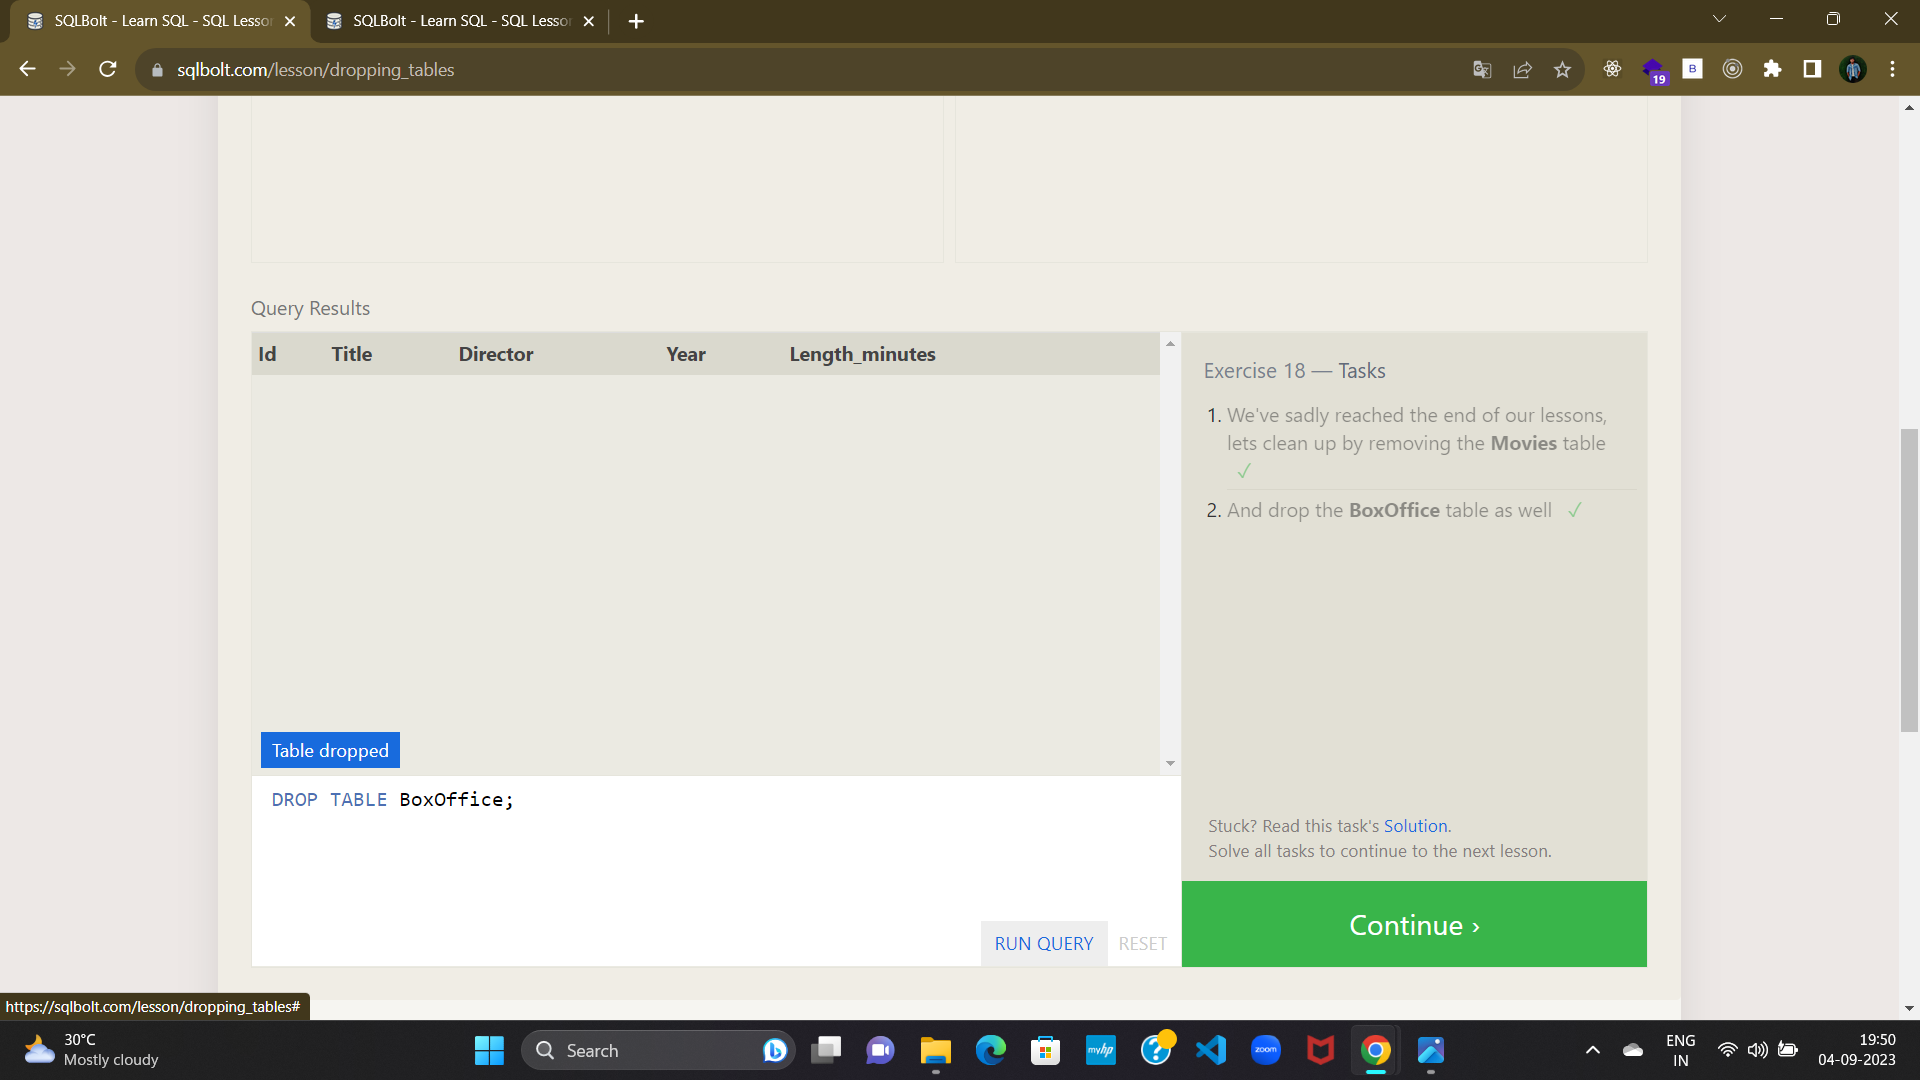 SQLBolt - Learn SQL - SQL Lesson
SQLBolt - Learn SQL - SQL Lesson
sqlbolt.com/lesson/dropping_tables
19
B
Query Results
Id Title Director Year Length_minutes
Table dropped
DROP TABLE BoxOffice;
RUN QUERY RESET
Exercise 18 — Tasks
1. We've sadly reached the end of our lessons,
lets clean up by removing the Movies table
✓
2. And drop the BoxOffice table as well ✓
Stuck? Read this task's Solution.
Solve all tasks to continue to the next lesson.
Continue ›
https://sqlbolt.com/lesson/dropping_tables#
30°C
Mostly cloudy
Search
myhp
zoom
ENG
IN
19:50
04-09-2023